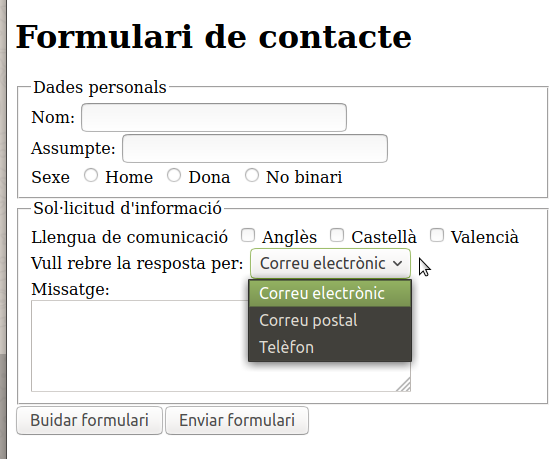 Formulari de contacte
Dades personals
Nom:
Assumpte:
Sexe Home Dona No binari
Sol·licitud d'informació
Llengua de comunicació Anglès Castellà Valencià
Vull rebre la resposta per: Correu electrònic
Missatge:
Correu electrònic
Correu postal
Telèfon
Buidar formulari Enviar formulari